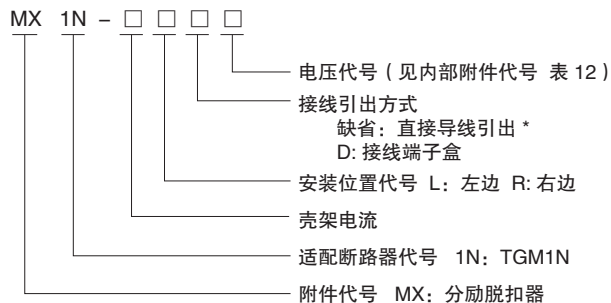 MX 1N – □ □ □ □
电压代号（见内部附件代号 表 12）
接线引出方式
缺省：直接导线引出 *
D: 接线端子盒
安装位置代号 L：左边 R: 右边
壳架电流
适配断路器代号 1N：TGM1N
附件代号 MX：分励脱扣器